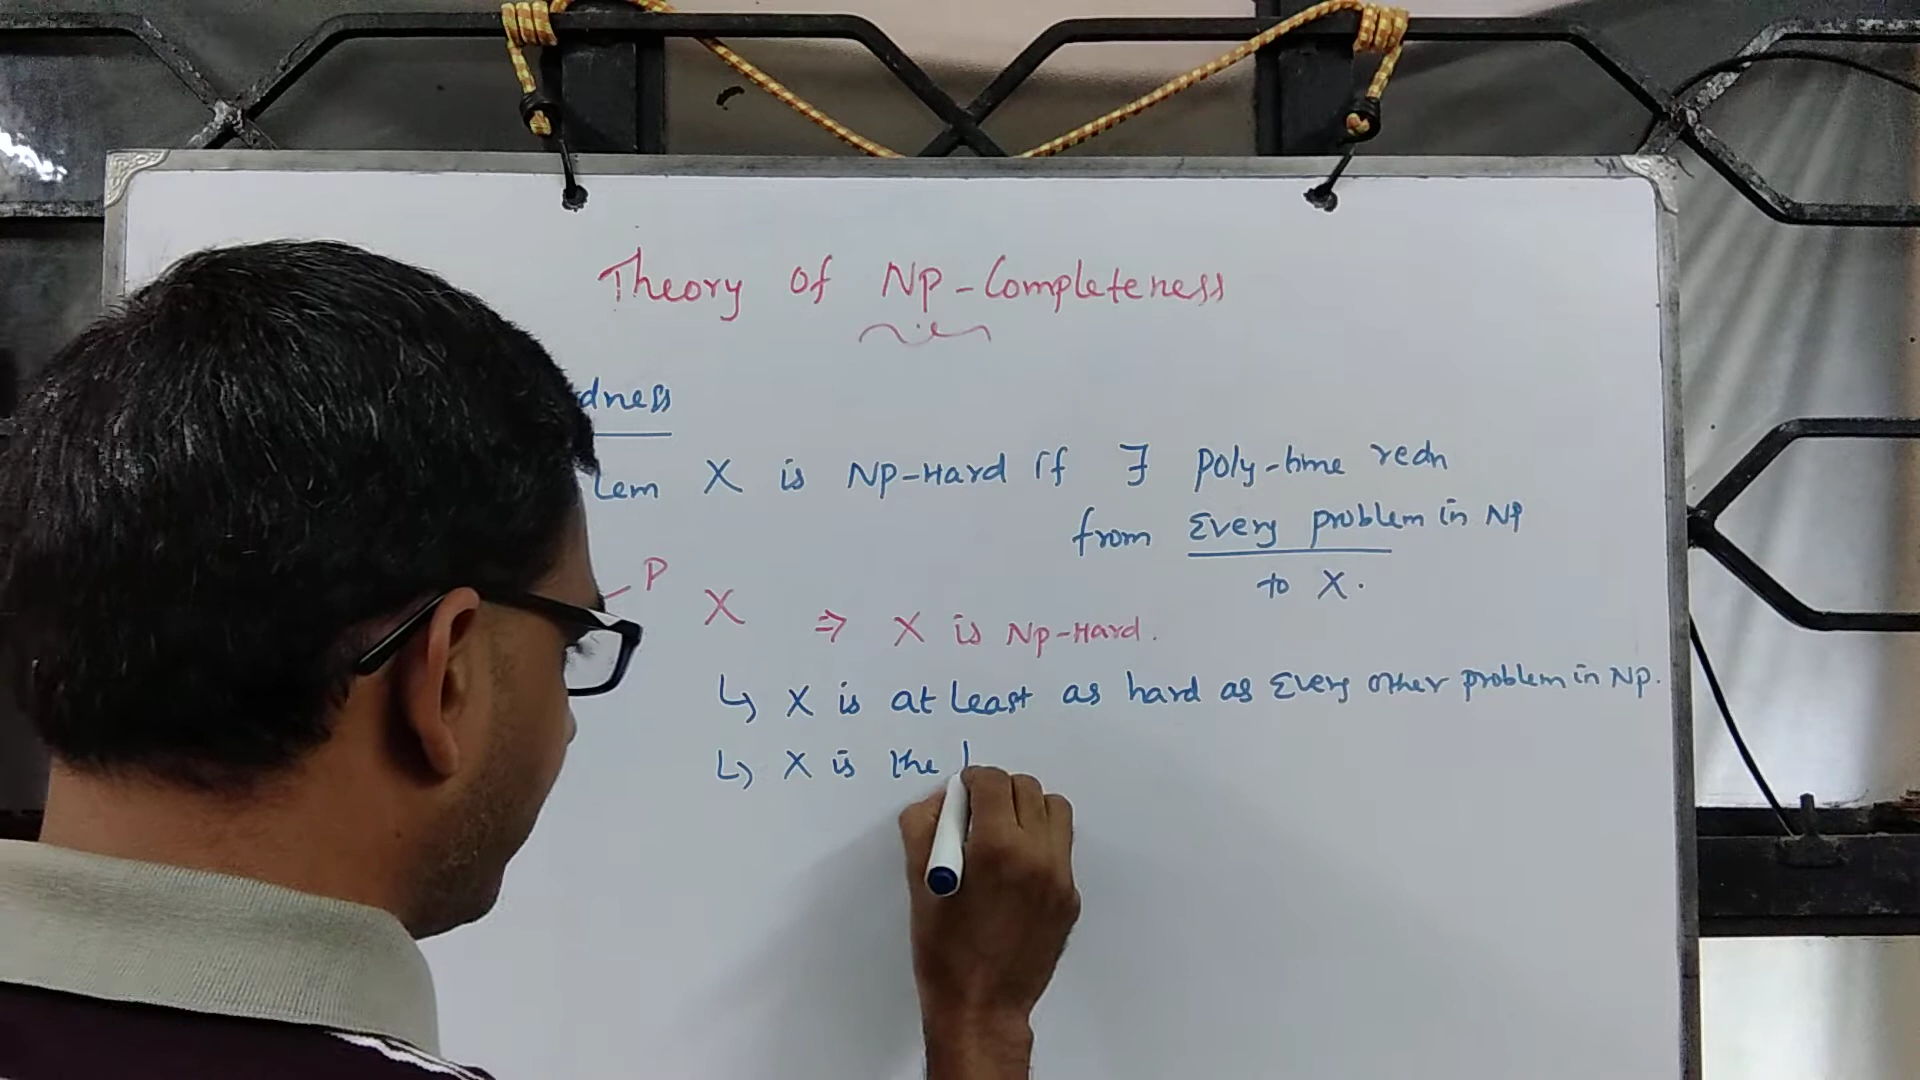 Theory of Np-Completeness
dness
lem X is NP-Hard if ∃ poly-time redn
from Every problem in NP
to X.
P
X ⇒ X is Np-Hard.
↳ X is at least as hard as Every other problem in Np.
↳ X is the